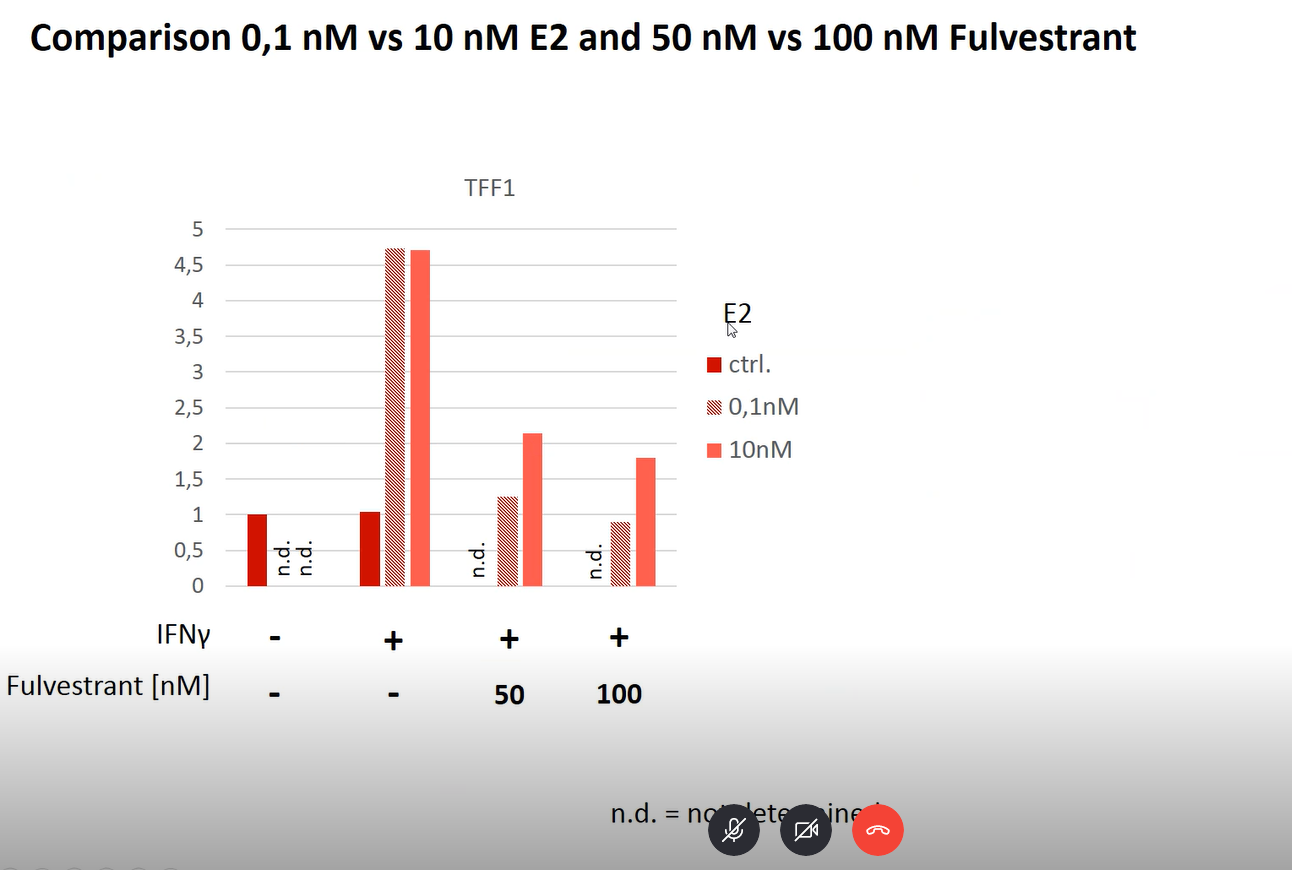 Comparison 0,1 nM vs 10 nM E2 and 50 nM vs 100 nM Fulvestrant
TFF1
5
4,5
4
3,5
3
2,5
2
1,5
1
0,5
0
n.d.
n.d.
n.d.
n.d.
E2
ctrl.
0,1nM
10nM
IFNγ - + + +
Fulvestrant [nM] - - 50 100
n.d. =